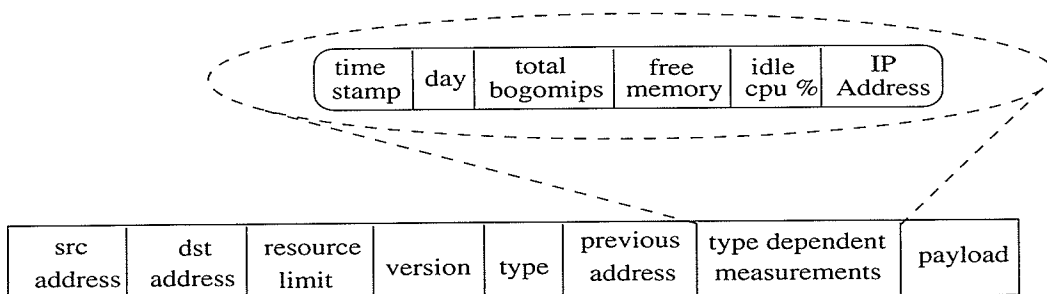 time stamp day total bogomips free memory idle cpu % IP Address
src address dst address resource limit version type previous address type dependent measurements payload